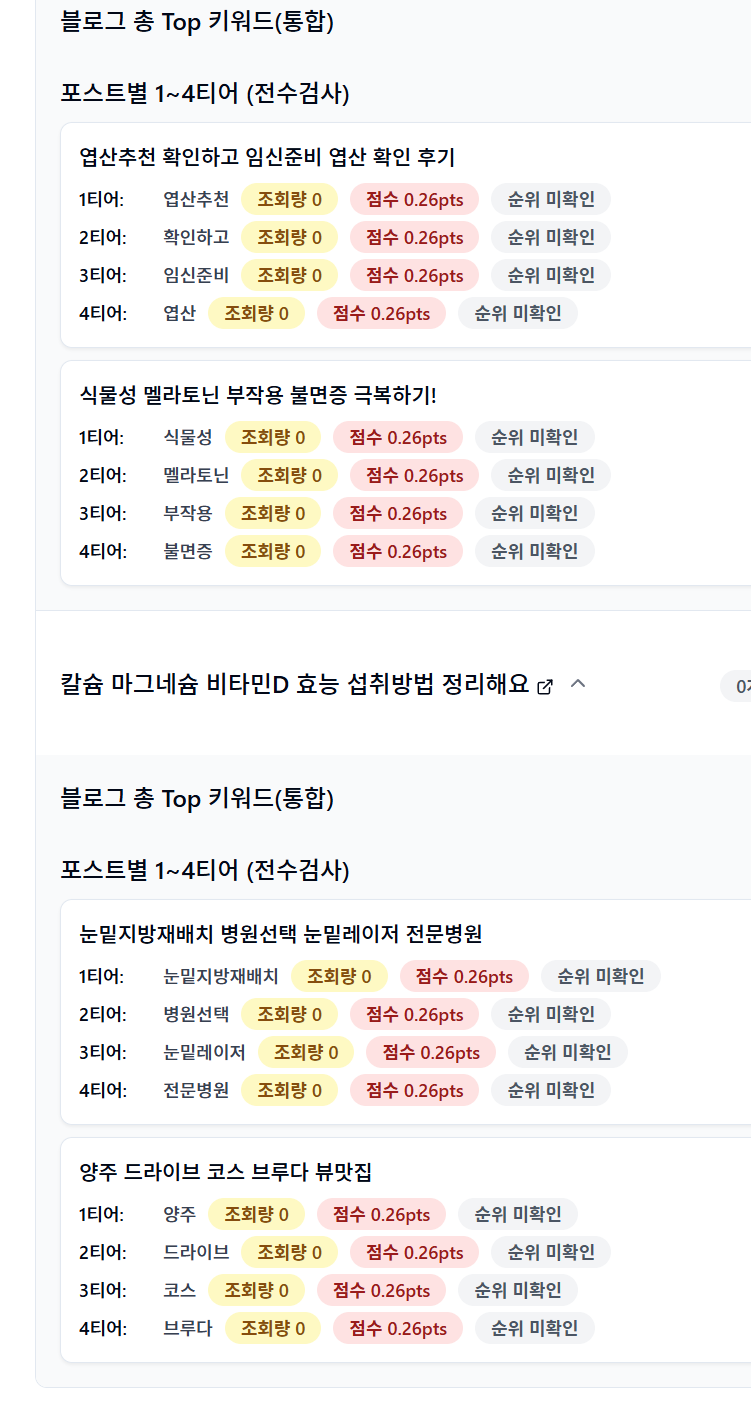 블로그 총 Top 키워드(통합)
포스트별 1~4티어 (전수검사)
엽산추천 확인하고 임신준비 엽산 확인 후기
1티어: 엽산추천 조회량 0 점수 0.26pts 순위 미확인
2티어: 확인하고 조회량 0 점수 0.26pts 순위 미확인
3티어: 임신준비 조회량 0 점수 0.26pts 순위 미확인
4티어: 엽산 조회량 0 점수 0.26pts 순위 미확인
식물성 멜라토닌 부작용 불면증 극복하기!
1티어: 식물성 조회량 0 점수 0.26pts 순위 미확인
2티어: 멜라토닌 조회량 0 점수 0.26pts 순위 미확인
3티어: 부작용 조회량 0 점수 0.26pts 순위 미확인
4티어: 불면증 조회량 0 점수 0.26pts 순위 미확인
칼슘 마그네슘 비타민D 효능 섭취방법 정리해요 0
블로그 총 Top 키워드(통합)
포스트별 1~4티어 (전수검사)
눈밑지방재배치 병원선택 눈밑레이저 전문병원
1티어: 눈밑지방재배치 조회량 0 점수 0.26pts 순위 미확인
2티어: 병원선택 조회량 0 점수 0.26pts 순위 미확인
3티어: 눈밑레이저 조회량 0 점수 0.26pts 순위 미확인
4티어: 전문병원 조회량 0 점수 0.26pts 순위 미확인
양주 드라이브 코스 브루다 뷰맛집
1티어: 양주 조회량 0 점수 0.26pts 순위 미확인
2티어: 드라이브 조회량 0 점수 0.26pts 순위 미확인
3티어: 코스 조회량 0 점수 0.26pts 순위 미확인
4티어: 브루다 조회량 0 점수 0.26pts 순위 미확인